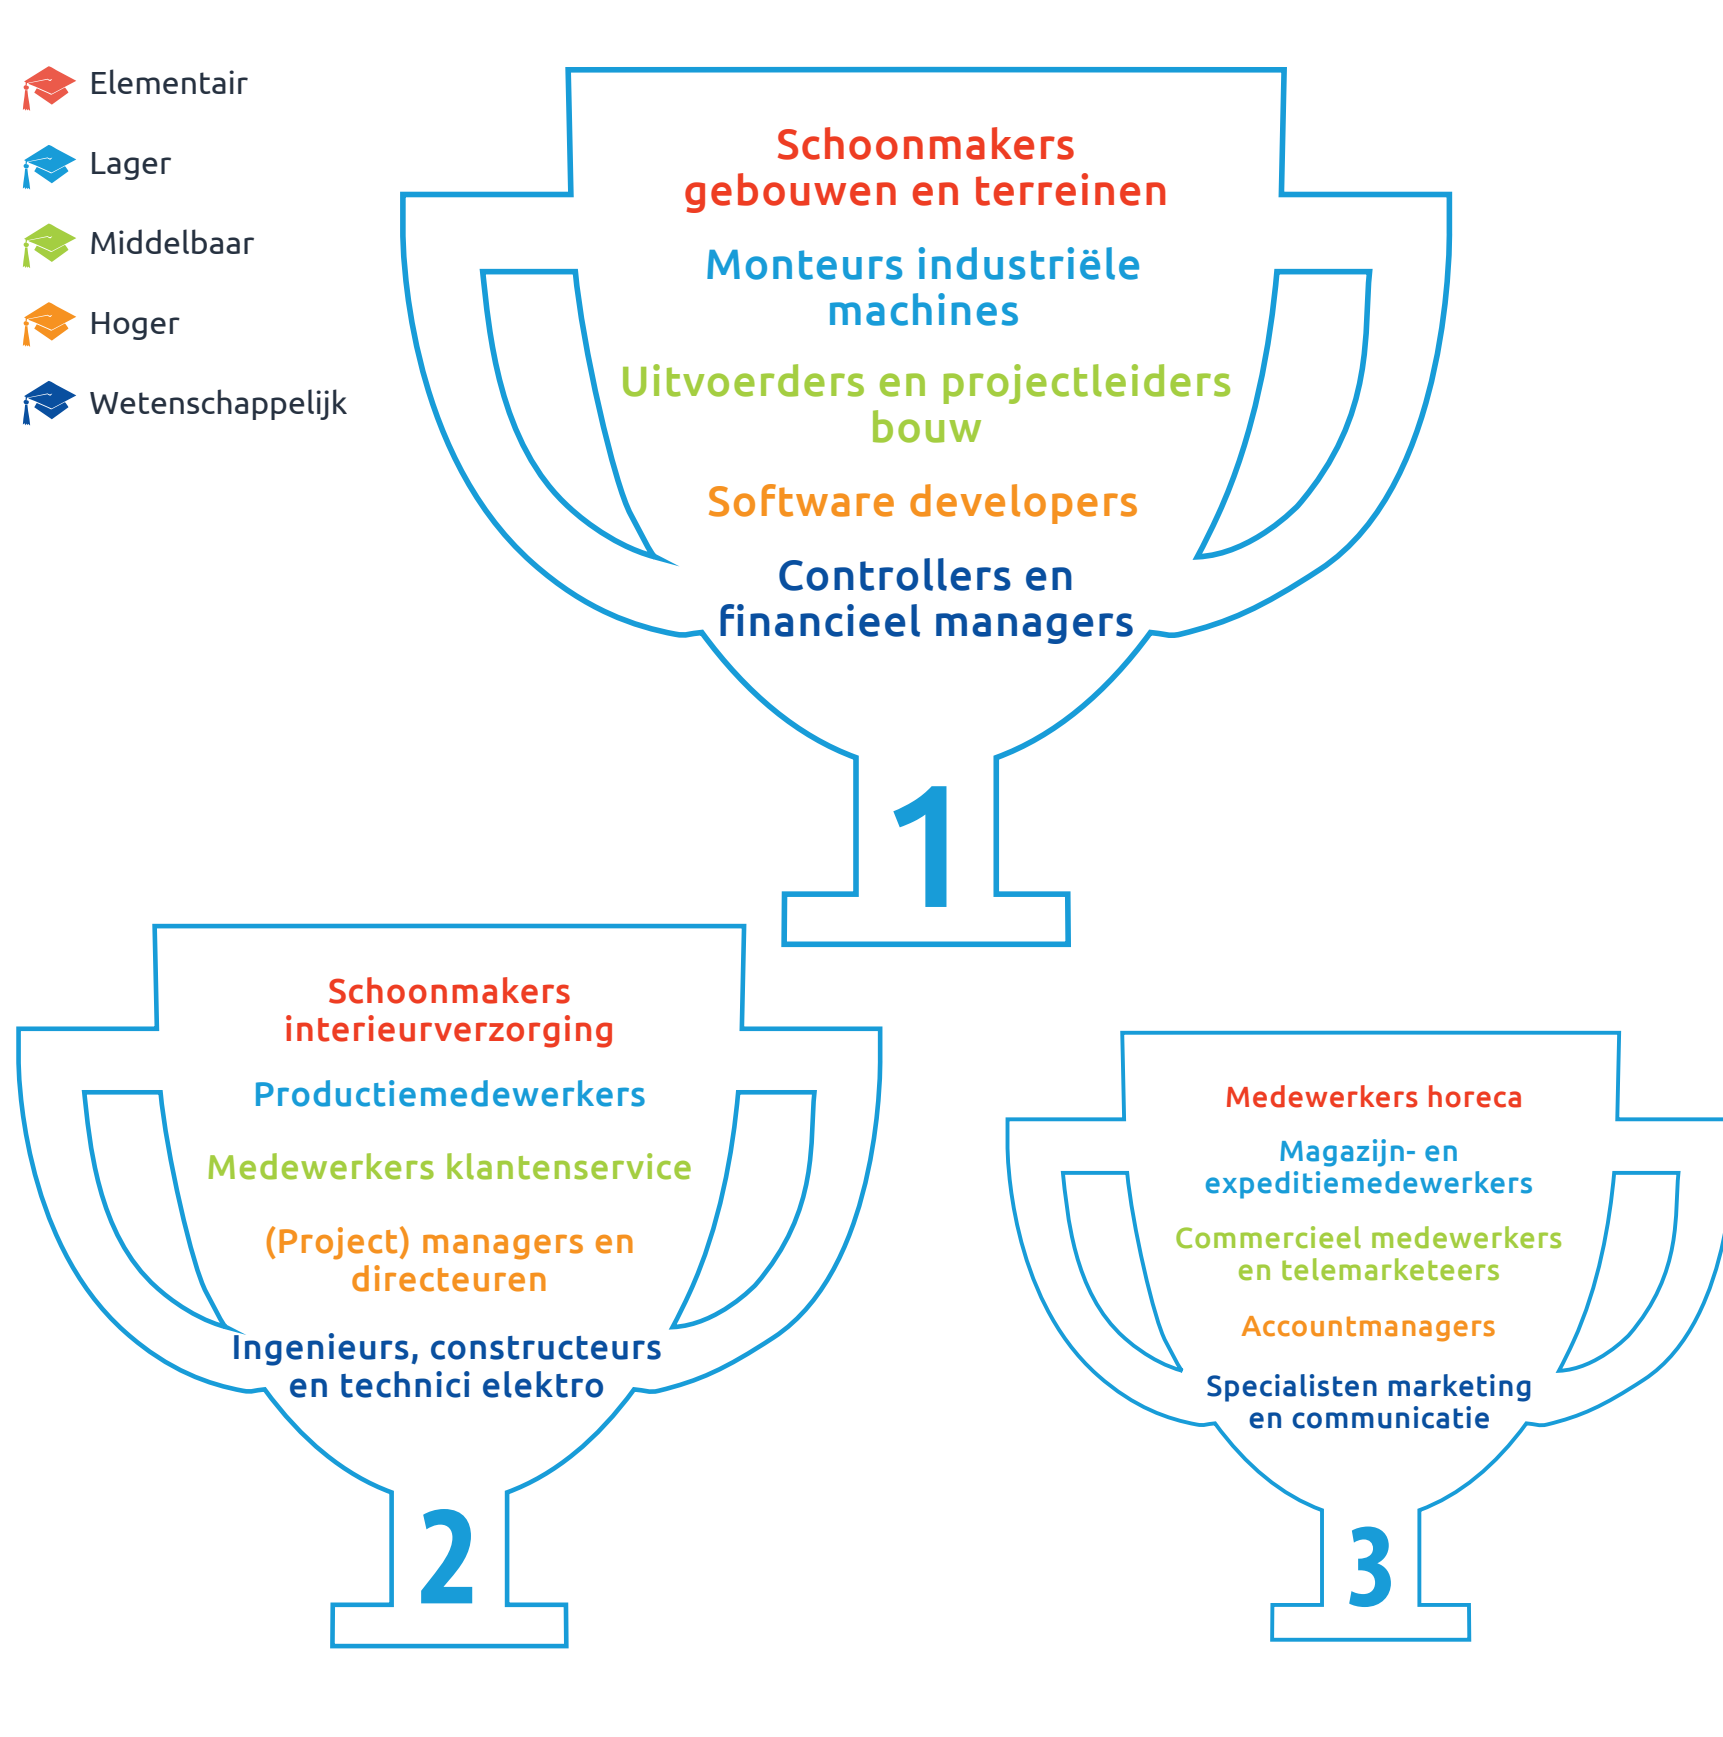 Elementair
Lager
Middelbaar
Hoger
Wetenschappelijk
Schoonmakers
gebouwen en terreinen
Monteurs industriële
machines
Uitvoerders en projectleiders
bouw
Software developers
Controllers en
financieel managers
1
Schoonmakers
interieurverzorging
Productiemedewerkers
Medewerkers klantenservice
(Project) managers en
directeuren
Ingenieurs, constructeurs
en technici elektro
2
Medewerkers horeca
Magazijn- en
expeditiemedewerkers
Commercieel medewerkers
en telemarketeers
Accountmanagers
Specialisten marketing
en communicatie
3